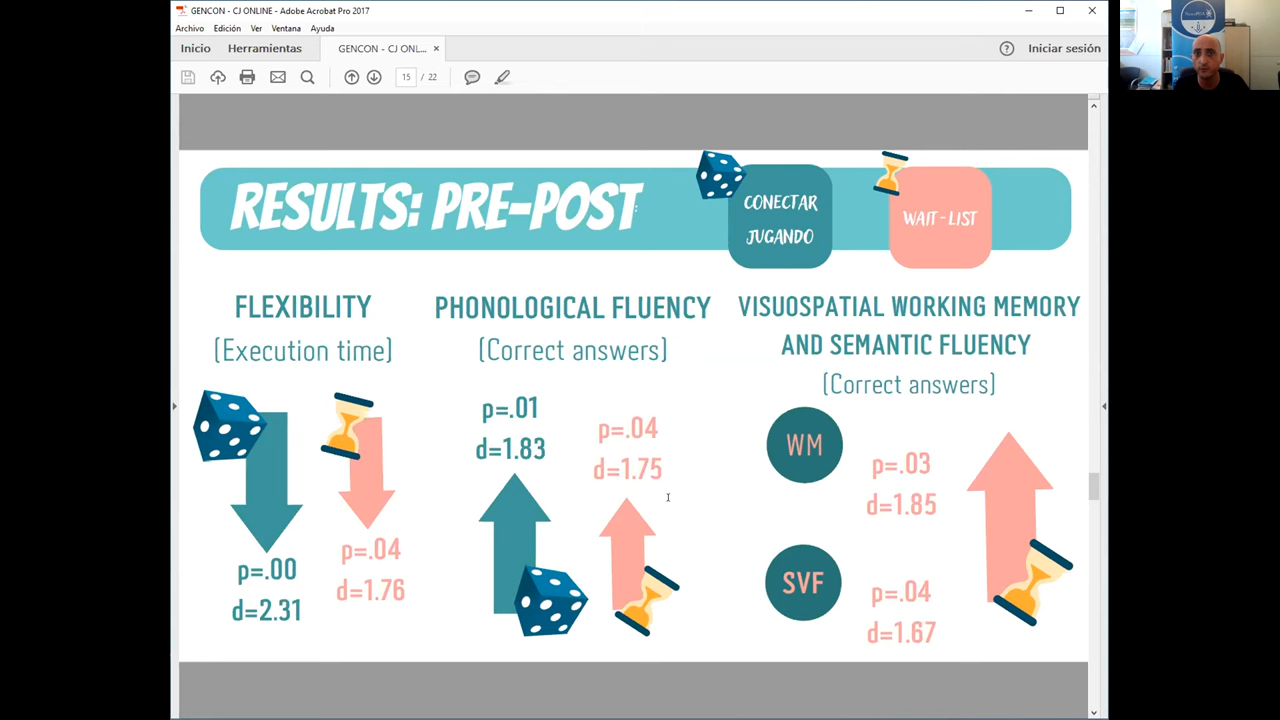 GENCON - CJ ONLINE - Adobe Acrobat Pro 2017
Archivo Edición Ver Ventana Ayuda
Inicio Herramientas GENCON - CJ ONL... × Iniciar sesión
15 / 22
RESULTS: PRE-POST:
CONECTAR
JUGANDO
WAIT-LIST
FLEXIBILITY
(Execution time)
p=.00
d=2.31
p=.04
d=1.76
PHONOLOGICAL FLUENCY
(Correct answers)
p=.01
d=1.83
p=.04
d=1.75
VISUOSPATIAL WORKING MEMORY
AND SEMANTIC FLUENCY
(Correct answers)
WM
p=.03
d=1.85
SVF
p=.04
d=1.67